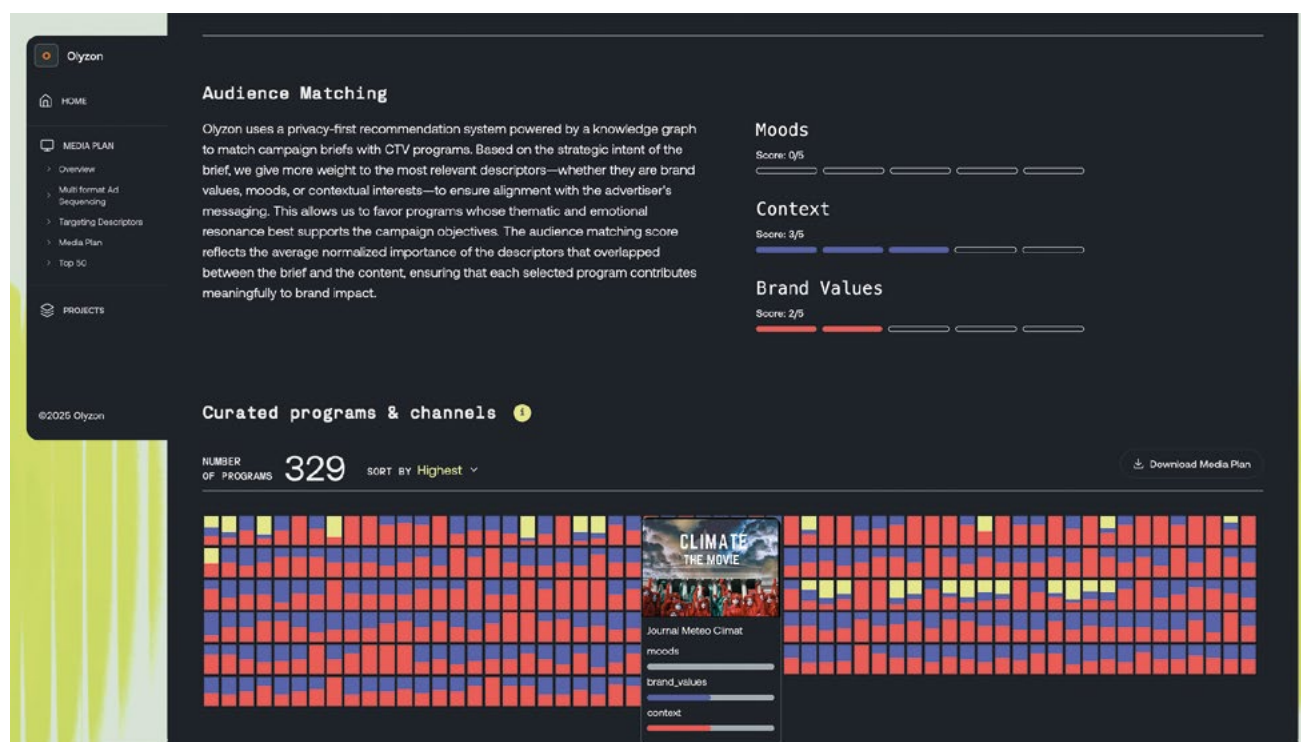 Olyzon
HOME
MEDIA PLAN
Overview
Multi format Ad
Sequencing
Targeting Descriptors
Media Plan
Top 50
PROJECTS
©2025 Olyzon
Audience Matching
Olyzon uses a privacy-first recommendation system powered by a knowledge graph
to match campaign briefs with CTV programs. Based on the strategic intent of the
brief, we give more weight to the most relevant descriptors—whether they are brand
values, moods, or contextual interests—to ensure alignment with the advertiser's
messaging. This allows us to favor programs whose thematic and emotional
resonance best supports the campaign objectives. The audience matching score
reflects the average normalized importance of the descriptors that overlapped
between the brief and the content, ensuring that each selected program contributes
meaningfully to brand impact.
Moods
Score: 0/5
Context
Score: 3/5
Brand Values
Score: 2/5
Curated programs & channels i
NUMBER
OF PROGRAMS 329 SORT BY Highest
Download Media Plan
CLIMATE
THE MOVIE
Journal Meteo Climat
moods
brand_values
context